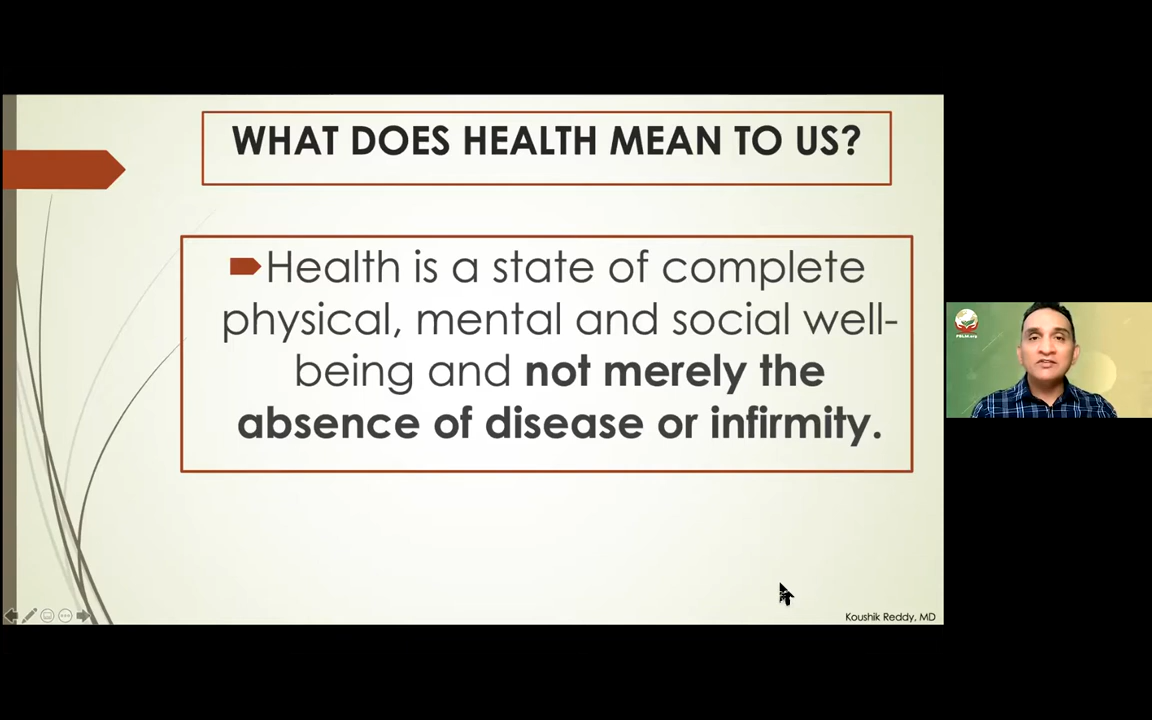 WHAT DOES HEALTH MEAN TO US?
Health is a state of complete
physical, mental and social well-
being and not merely the
absence of disease or infirmity.
Koushik Reddy, MD